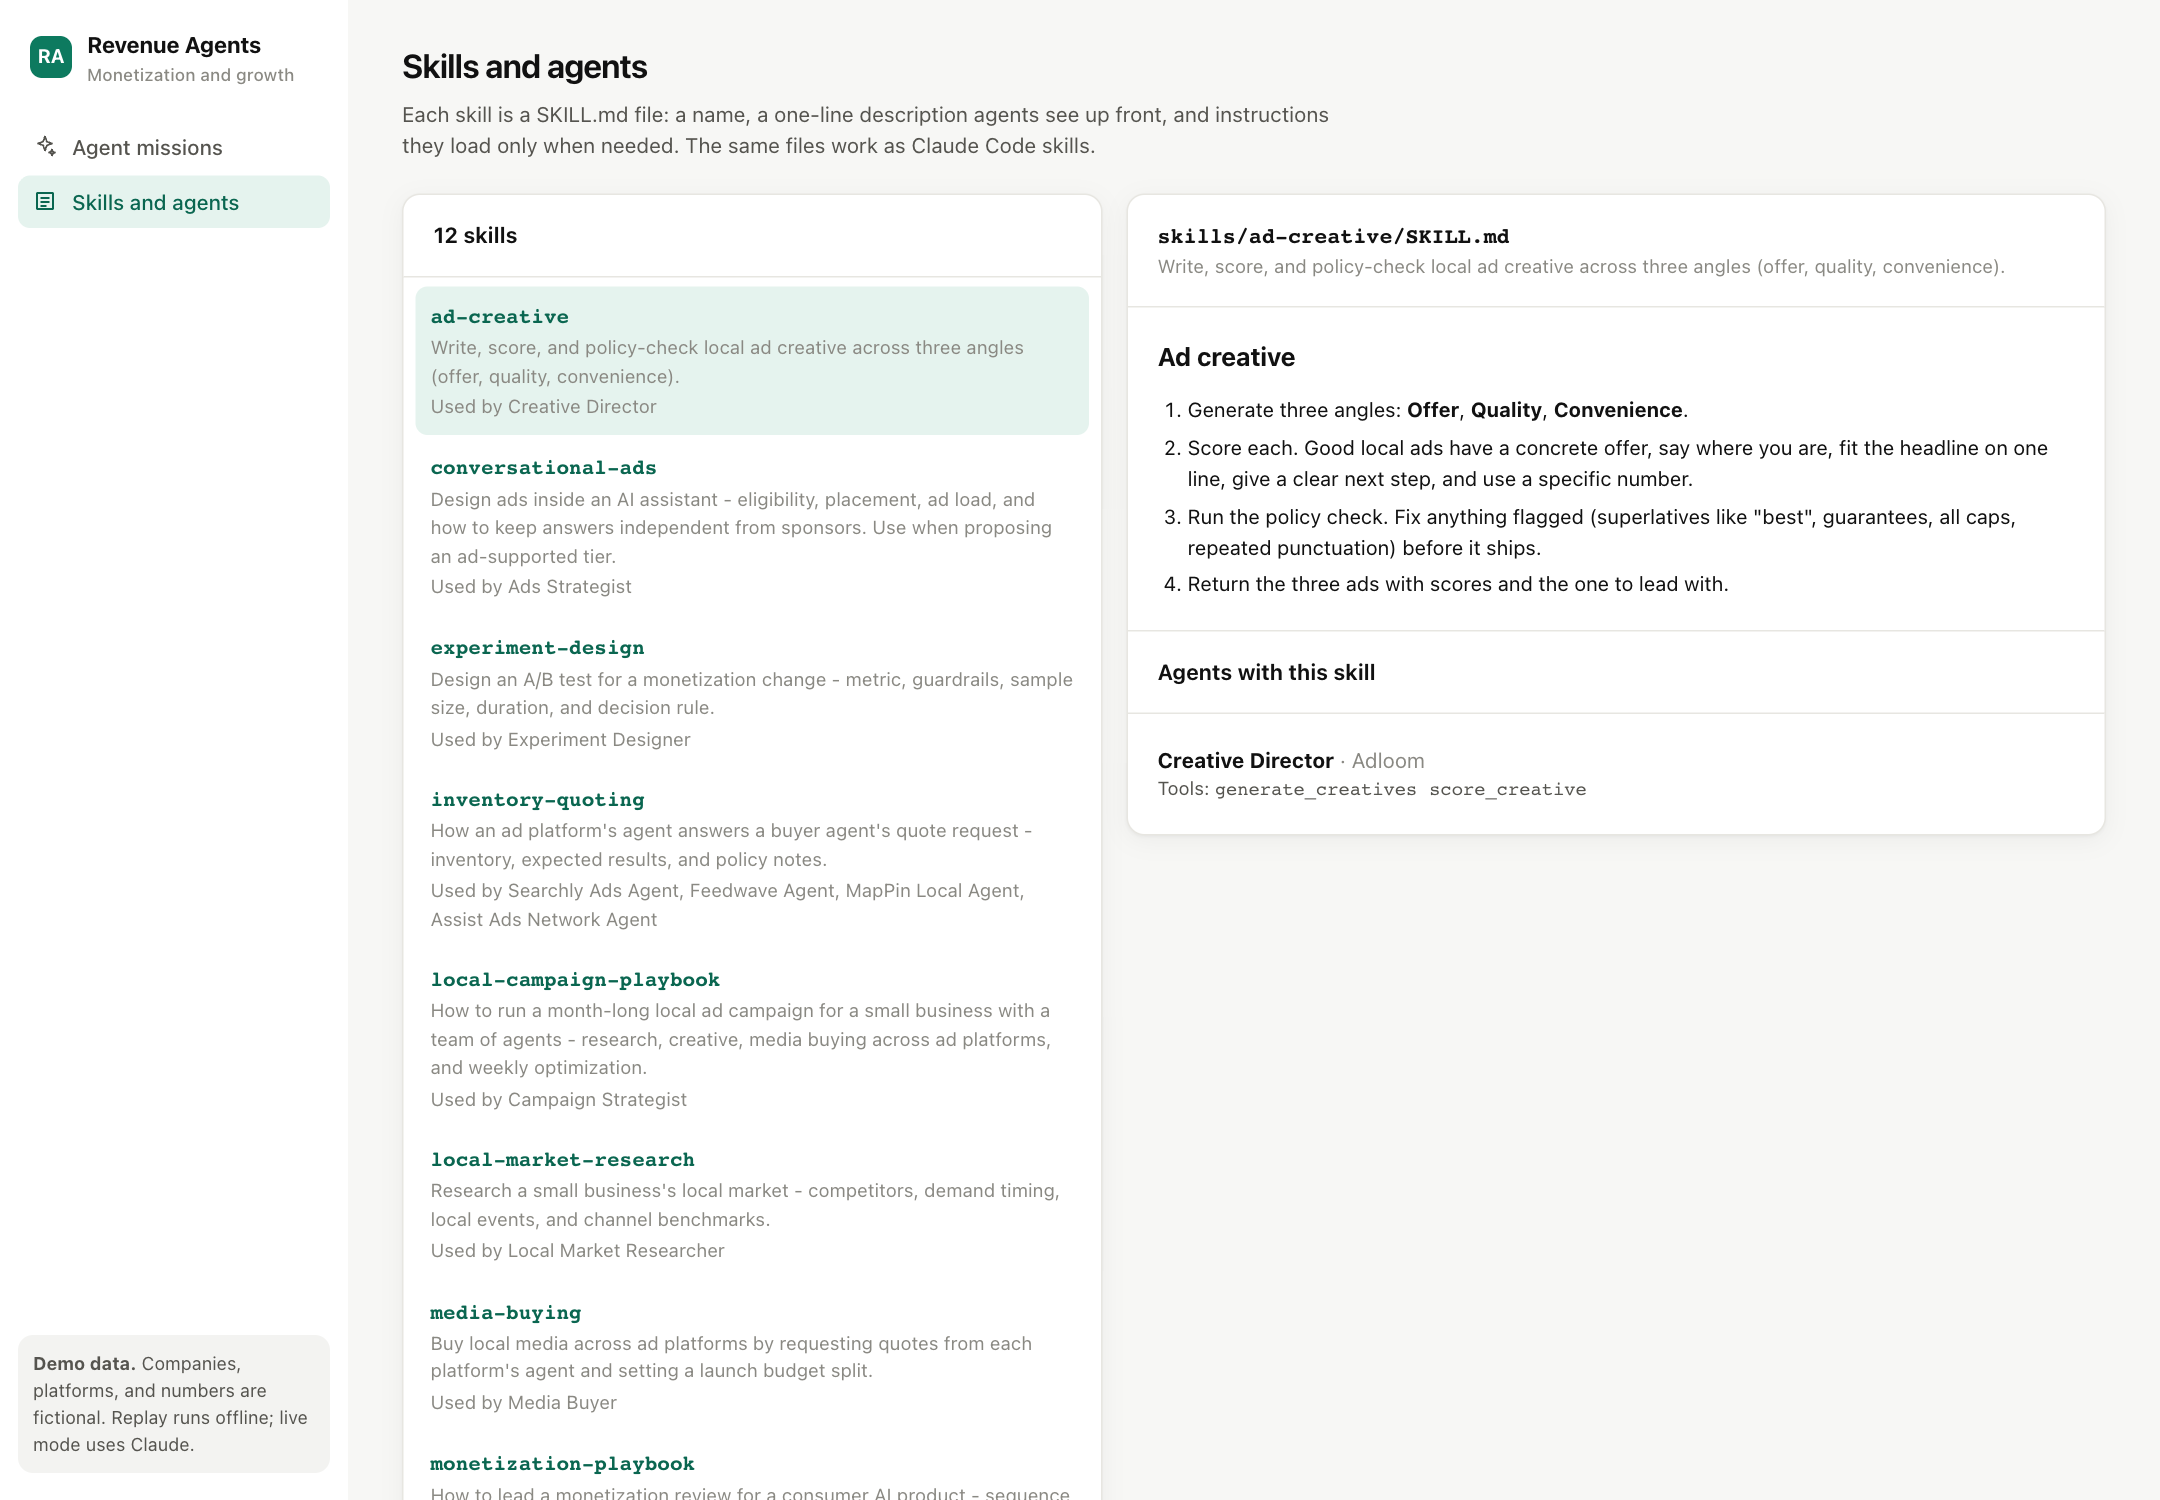 RA
Revenue Agents
Monetization and growth
Agent missions
Skills and agents
Demo data. Companies,
platforms, and numbers are
fictional. Replay runs offline; live
mode uses Claude.
Skills and agents
Each skill is a SKILL.md file: a name, a one-line description agents see up front, and instructions
they load only when needed. The same files work as Claude Code skills.
12 skills
ad-creative
Write, score, and policy-check local ad creative across three angles
(offer, quality, convenience).
Used by Creative Director
conversational-ads
Design ads inside an AI assistant - eligibility, placement, ad load, and
how to keep answers independent from sponsors. Use when proposing
an ad-supported tier.
Used by Ads Strategist
experiment-design
Design an A/B test for a monetization change - metric, guardrails, sample
size, duration, and decision rule.
Used by Experiment Designer
inventory-quoting
How an ad platform's agent answers a buyer agent's quote request -
inventory, expected results, and policy notes.
Used by Searchly Ads Agent, Feedwave Agent, MapPin Local Agent,
Assist Ads Network Agent
local-campaign-playbook
How to run a month-long local ad campaign for a small business with a
team of agents - research, creative, media buying across ad platforms,
and weekly optimization.
Used by Campaign Strategist
local-market-research
Research a small business's local market - competitors, demand timing,
local events, and channel benchmarks.
Used by Local Market Researcher
media-buying
Buy local media across ad platforms by requesting quotes from each
platform's agent and setting a launch budget split.
Used by Media Buyer
monetization-playbook
How to lead a monetization review for a consumer AI product - sequence
skills/ad-creative/SKILL.md
Write, score, and policy-check local ad creative across three angles (offer, quality, convenience).
Ad creative
1. Generate three angles: Offer, Quality, Convenience.
2. Score each. Good local ads have a concrete offer, say where you are, fit the headline on one
line, give a clear next step, and use a specific number.
3. Run the policy check. Fix anything flagged (superlatives like "best", guarantees, all caps,
repeated punctuation) before it ships.
4. Return the three ads with scores and the one to lead with.
Agents with this skill
Creative Director · Adloom
Tools: generate_creatives score_creative